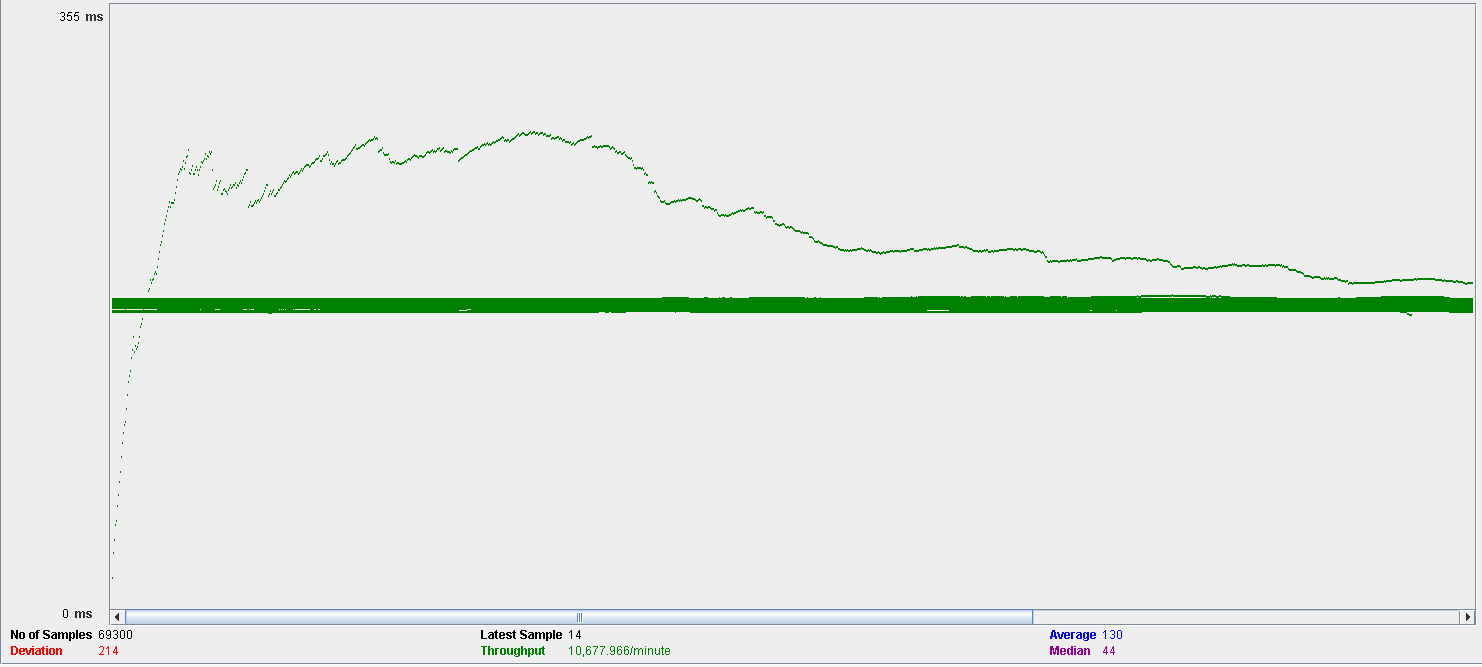 355 ms
0 ms
No of Samples 69300 Latest Sample 14 Average 130
Deviation 214 Throughput 10,677.966/minute Median 44